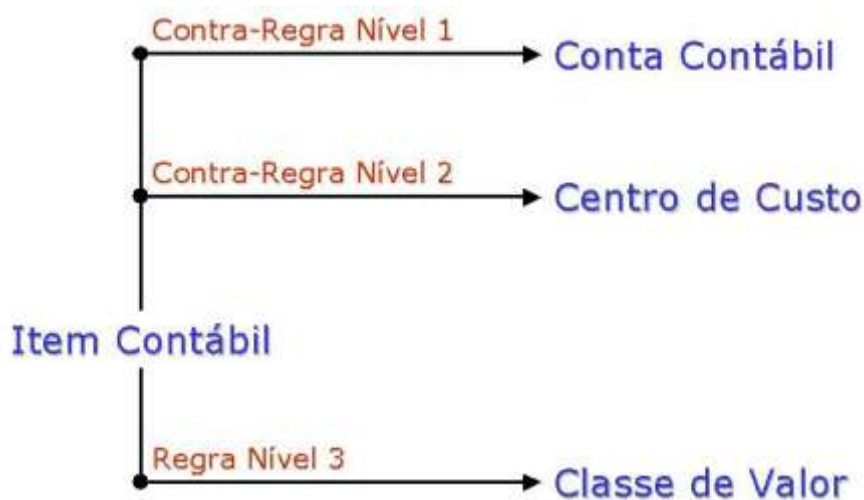 Contra-Regra Nível 1
Conta Contábil
Contra-Regra Nível 2
Centro de Custo
Item Contábil
Regra Nível 3
Classe de Valor